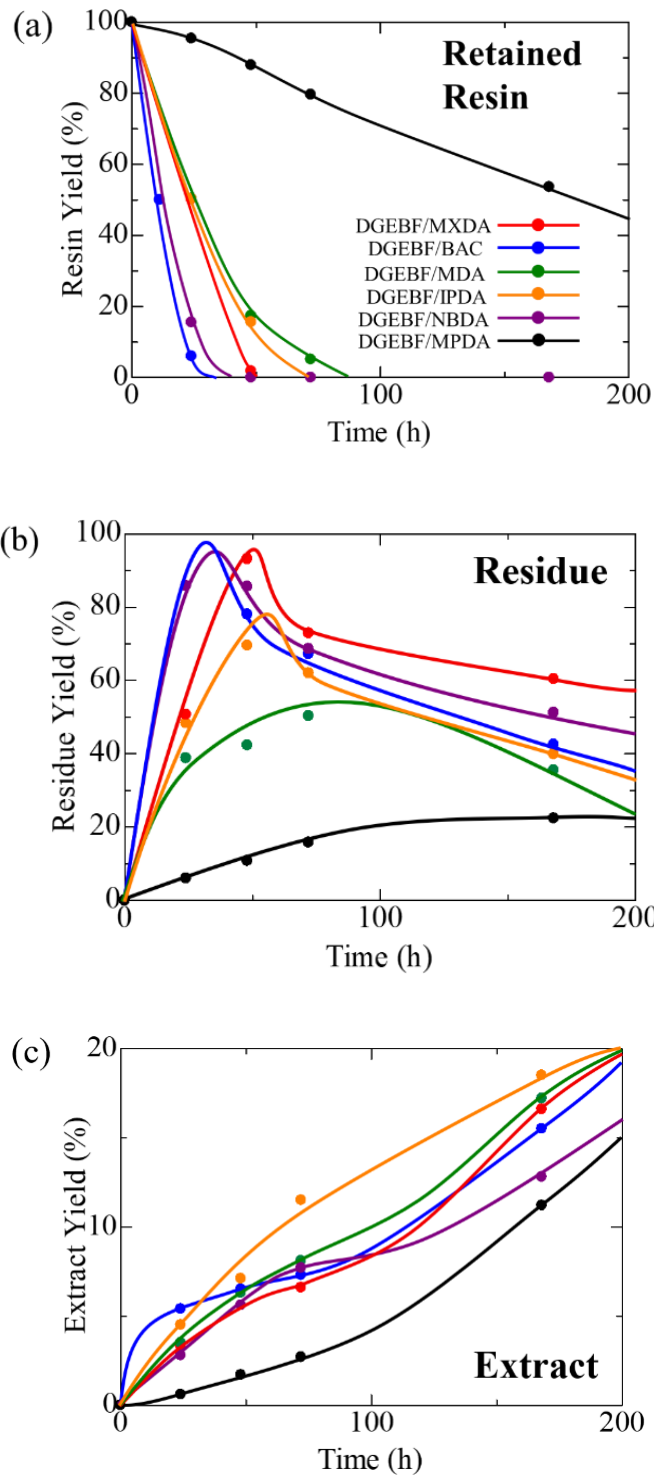 (a)
100
80
60
40
20
0
Resin Yield (%)
Retained
Resin
DGEBF/MXDA
DGEBF/BAC
DGEBF/MDA
DGEBF/IPDA
DGEBF/NBDA
DGEBF/MPDA
0 100 200
Time (h)
(b)
100
80
60
40
20
0
Residue Yield (%)
Residue
0 100 200
Time (h)
(c)
20
10
0
Extract Yield (%)
Extract
0 100 200
Time (h)